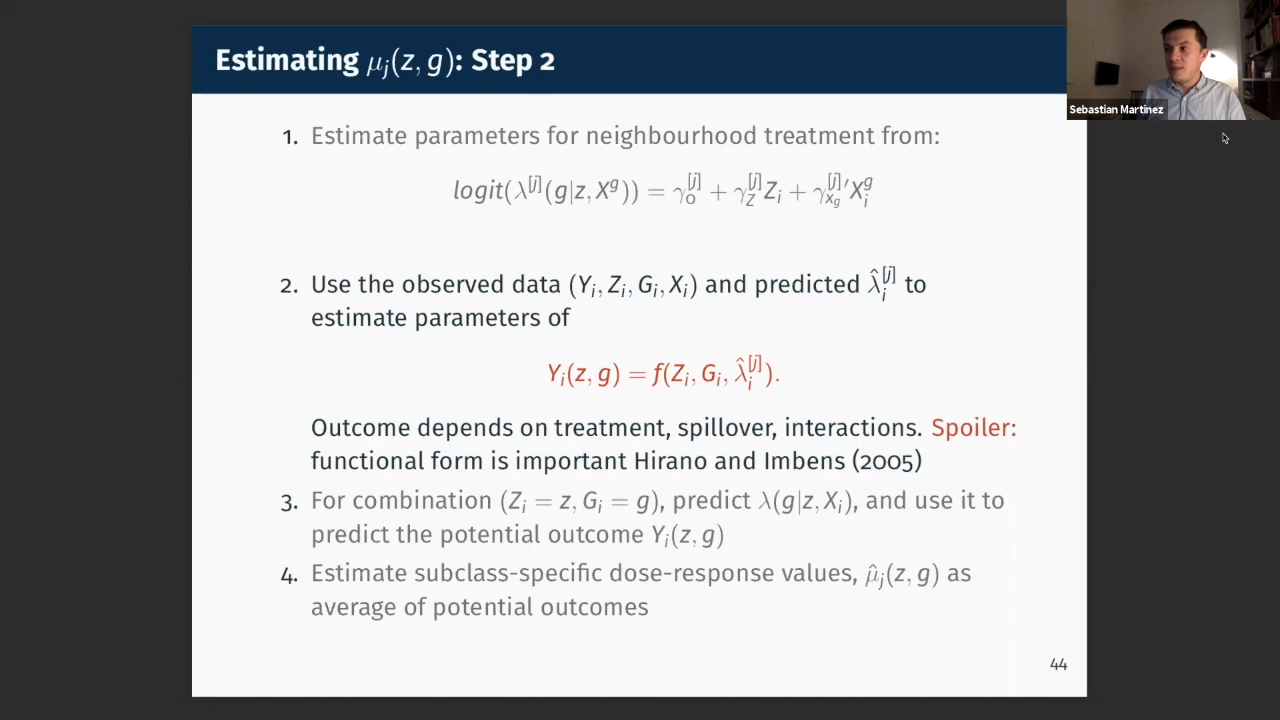 Estimating μj(z, g): Step 2
Sebastian Martinez
1. Estimate parameters for neighbourhood treatment from:
logit(λ^[j](g|z, X^g)) = γ_0^[j] + γ_Z^[j] Z_i + γ_{x_g}^[j]′ X_i^g
2. Use the observed data (Y_i, Z_i, G_i, X_i) and predicted λ̂_i^[j] to
estimate parameters of
Y_i(z, g) = f(Z_i, G_i, λ̂_i^[j]).
Outcome depends on treatment, spillover, interactions. Spoiler:
functional form is important Hirano and Imbens (2005)
3. For combination (Z_i = z, G_i = g), predict λ(g|z, X_i), and use it to
predict the potential outcome Y_i(z, g)
4. Estimate subclass-specific dose-response values, μ̂_j(z, g) as
average of potential outcomes
44